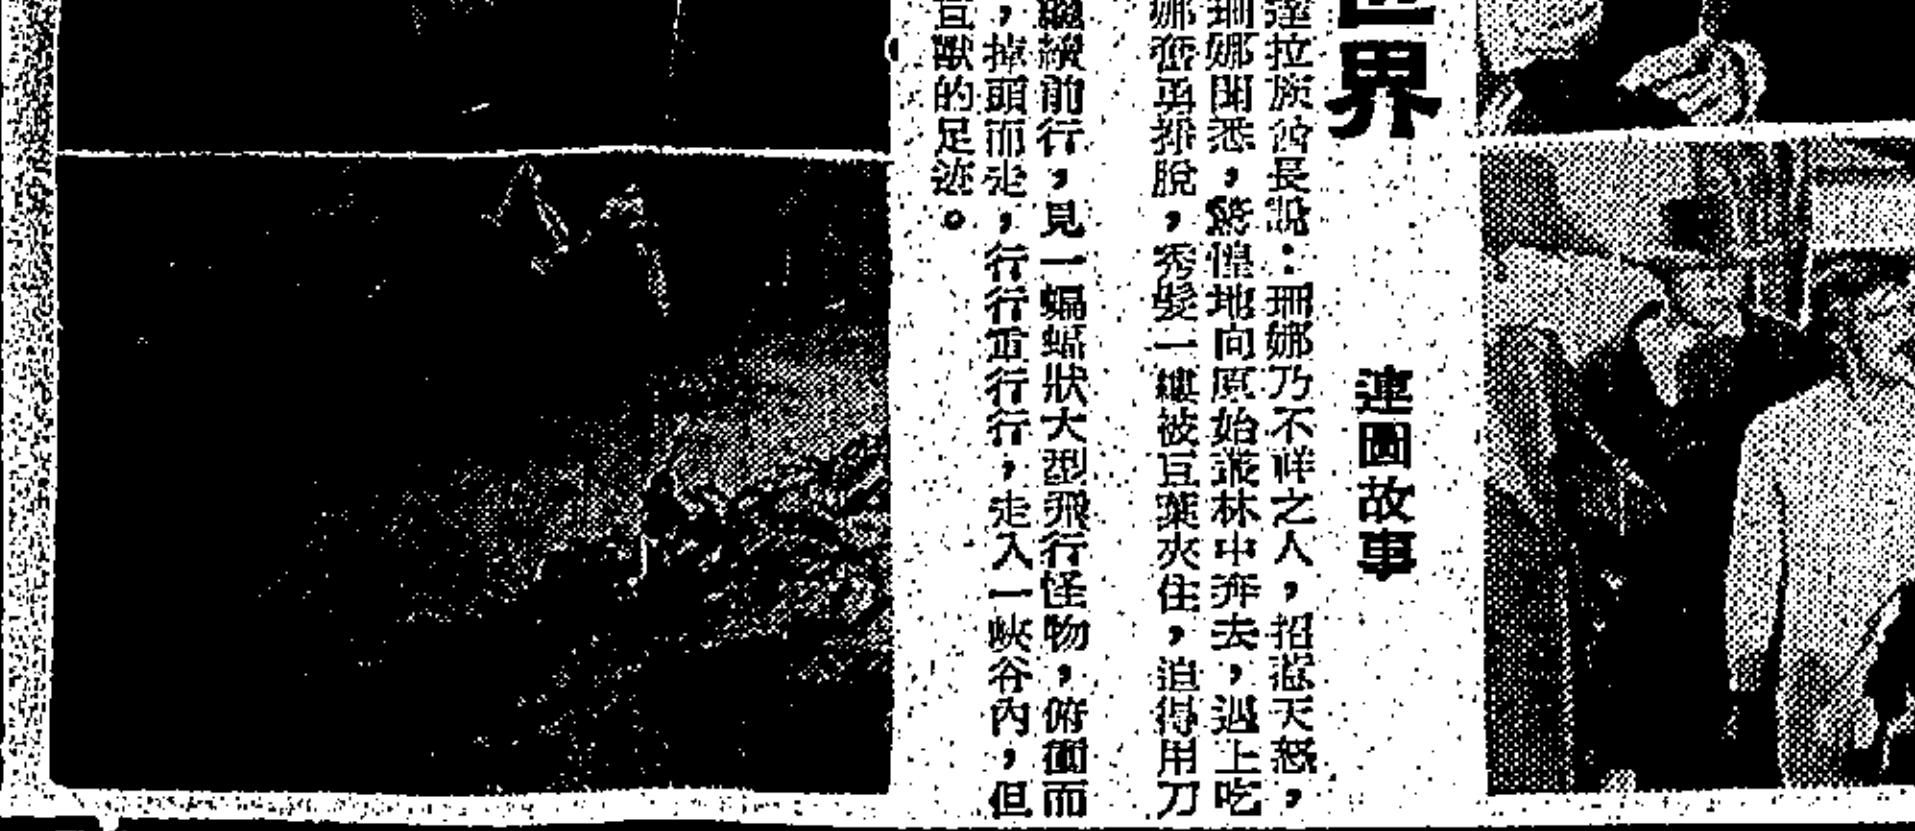 世界
連圖故事
達拉族酋長說：珊娜乃不祥之人，招惹天怒，
珊娜聞悉，驚惶地向原始叢林中奔去，遇上吃
娜奮勇掙脫，秀髮一縷被巨葉夾住，迫得用刀
繼續前行，見一蝙蝠狀大型飛行怪物，俯衝而
，掉頭而走，行行重行行，走入一峽谷內，但
巨獸的足迹。